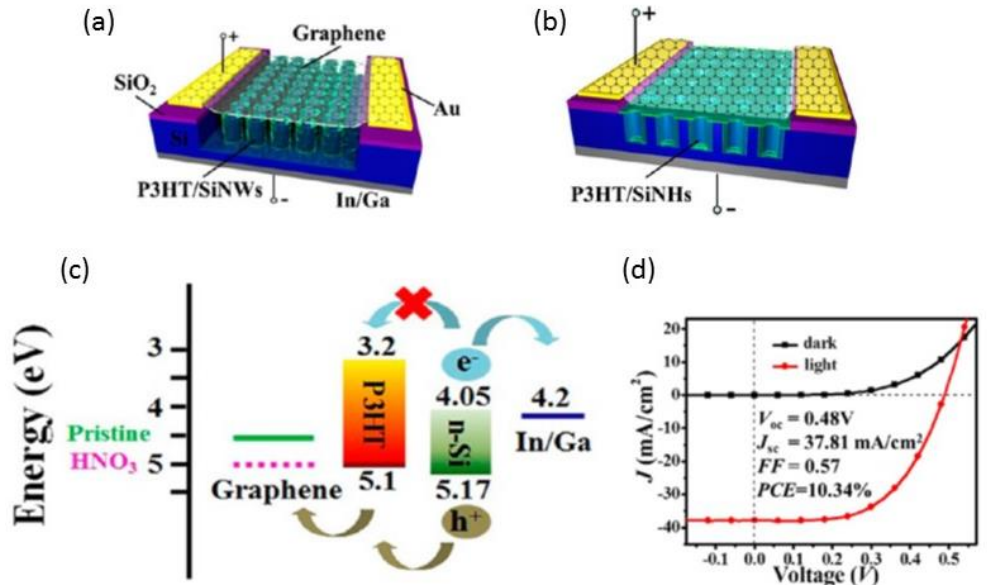 (a)
+
Graphene
SiO2
Au
Si
P3HT/SiNWs
-
In/Ga
(b)
+
P3HT/SiNHs
-
(c)
Energy (eV)
3
4
5
Pristine
HNO3
Graphene
3.2
P3HT
5.1
e-
4.05
n-Si
5.17
h+
4.2
In/Ga
(d)
J (mA/cm2)
20
10
0
-10
-20
-30
-40
dark
light
Voc = 0.48V
Jsc = 37.81 mA/cm2
FF = 0.57
PCE=10.34%
-0.1 0.0 0.1 0.2 0.3 0.4 0.5
Voltage (V)